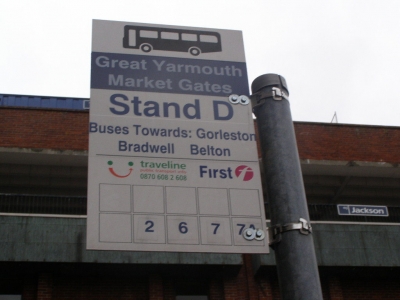 Great Yarmouth
Market Gates
Stand D
Buses Towards: Gorleston
Bradwell Belton
traveline
0870 608 2 608
First
2 6 7 7
Jackson